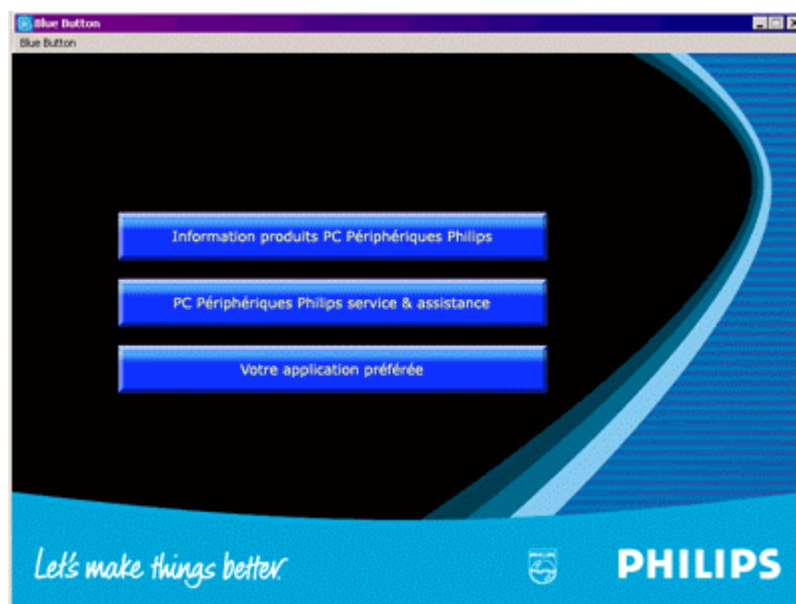 Blue Button
Blue Button
Information produits PC Périphériques Philips
PC Périphériques Philips service & assistance
Votre application préférée
Let's make things better.
PHILIPS